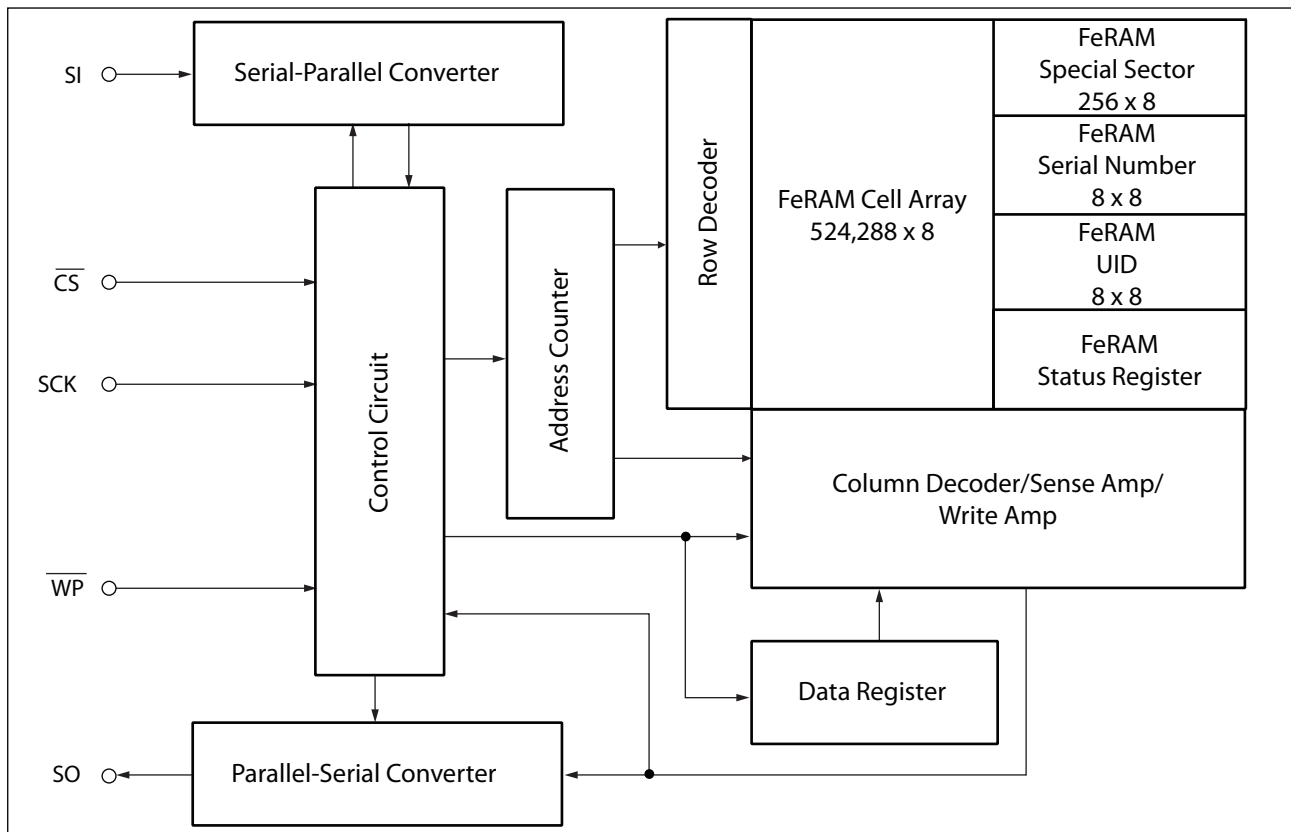 SI
Serial-Parallel Converter
FeRAM
Special Sector
256 x 8
FeRAM
Serial Number
8 x 8
FeRAM
UID
8 x 8
FeRAM
Status Register
Row Decoder
FeRAM Cell Array
524,288 x 8
C̅S̅
SCK
Control Circuit
Address Counter
Column Decoder/Sense Amp/
Write Amp
W̅P̅
Data Register
SO
Parallel-Serial Converter